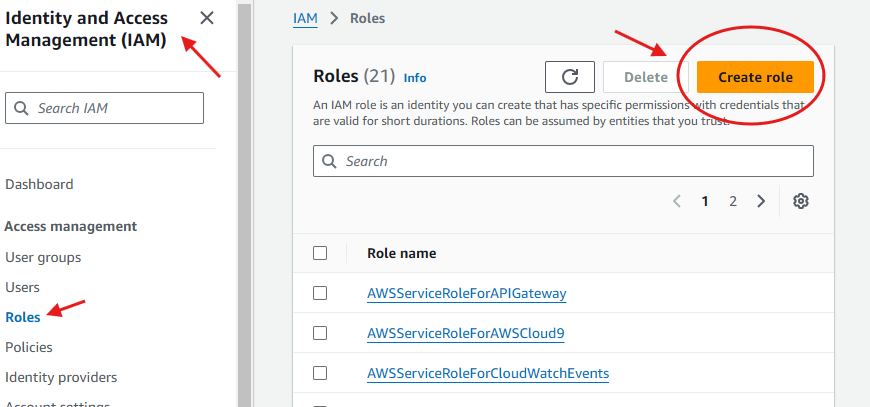 Identity and Access
Management (IAM)
Search IAM
Dashboard
Access management
User groups
Users
Roles
Policies
Identity providers
Account settings
IAM > Roles
Roles (21) Info
Delete
Create role
An IAM role is an identity you can create that has specific permissions with credentials that
are valid for short durations. Roles can be assumed by entities that you trust.
Search
1 2
Role name
AWSServiceRoleForAPIGateway
AWSServiceRoleForAWSCloud9
AWSServiceRoleForCloudWatchEvents